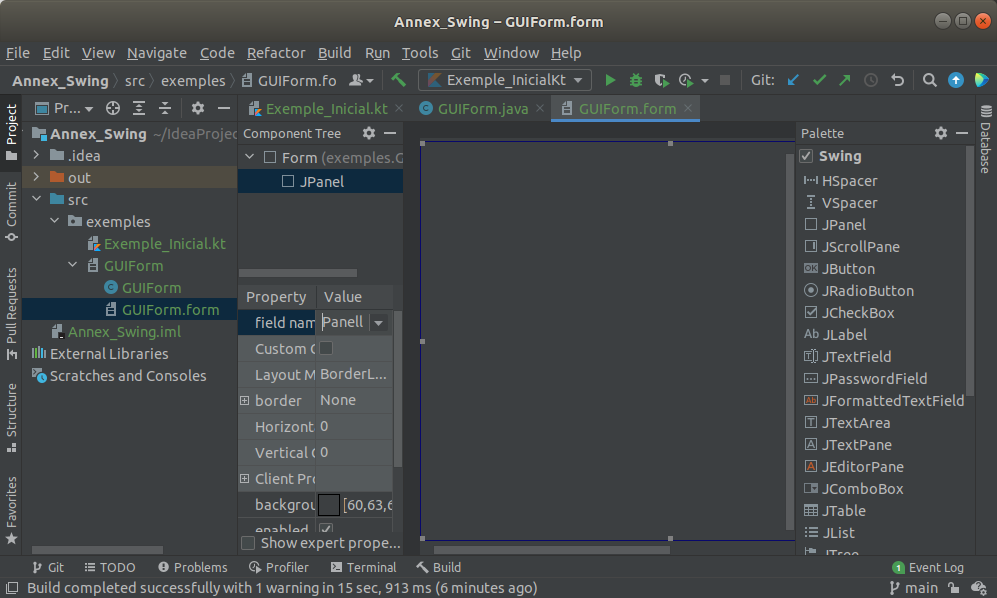 Annex_Swing – GUIForm.form
File Edit View Navigate Code Refactor Build Run Tools Git Window Help
Annex_Swing src exemples GUIForm.fo Exemple_InicialKt Git:
Project
Commit
Pull Requests
Structure
Favorites
Pr...
Annex_Swing ~/IdeaProjec
.idea
out
src
exemples
Exemple_Inicial.kt
GUIForm
GUIForm
GUIForm.form
Annex_Swing.iml
External Libraries
Scratches and Consoles
Exemple_Inicial.kt GUIForm.java GUIForm.form
Component Tree
Form (exemples.G
JPanel
Property Value
field nam Panell
Custom C
Layout M BorderL...
border None
Horizont 0
Vertical G 0
Client Pro
backgrou [60,63,6
enabled
Show expert prope...
Palette
Swing
HSpacer
VSpacer
JPanel
JScrollPane
OK JButton
JRadioButton
JCheckBox
Ab JLabel
JTextField
JPasswordField
JFormattedTextField
JTextArea
JTextPane
JEditorPane
JComboBox
JTable
JList
JTree
Database
Git TODO Problems Profiler Terminal Build 1 Event Log
Build completed successfully with 1 warning in 15 sec, 913 ms (6 minutes ago) main